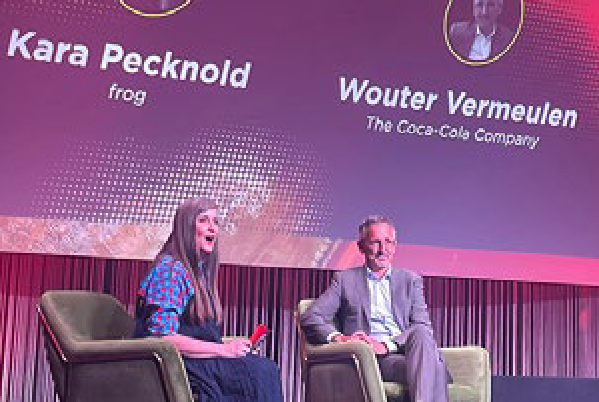 Kara Pecknold
frog
Wouter Vermeulen
The Coca-Cola Company